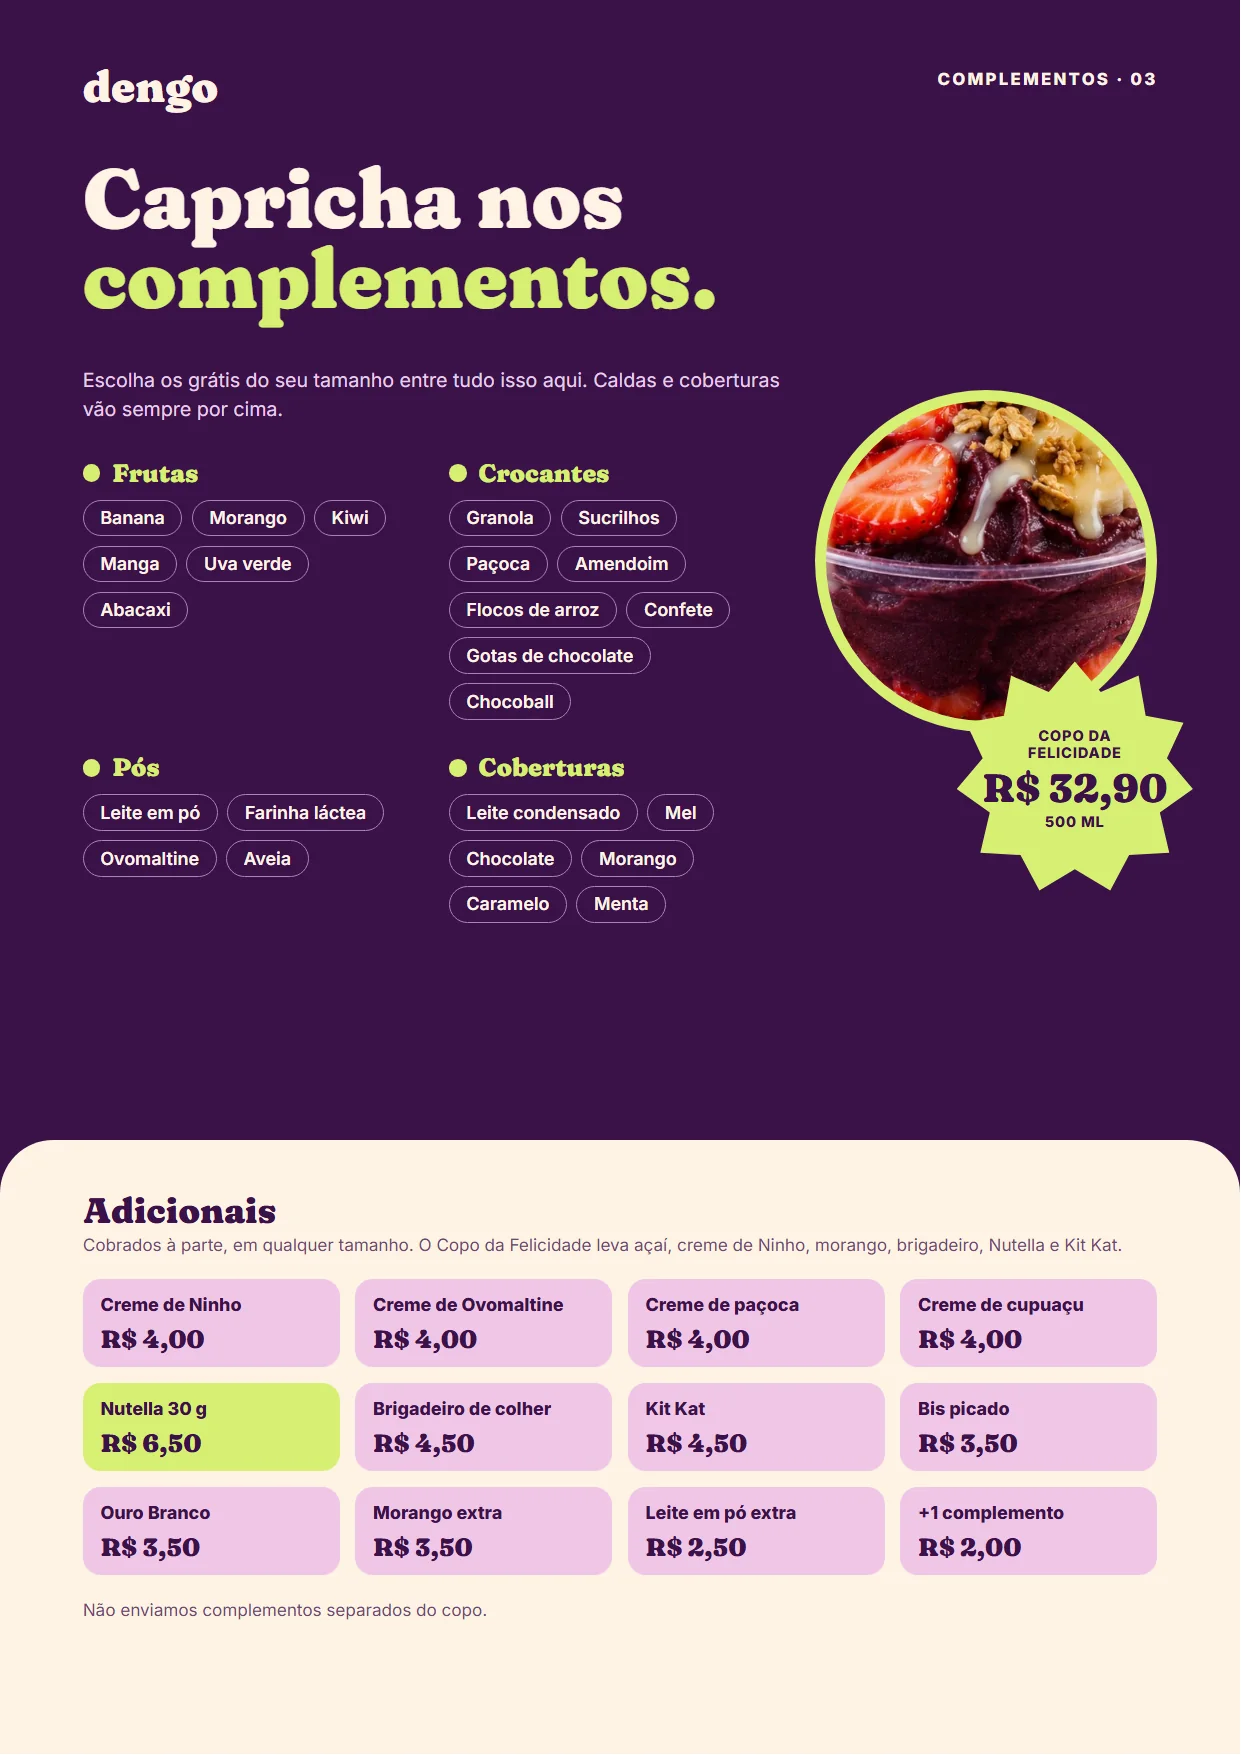 dengo
COMPLEMENTOS · 03
Capricha nos
complementos.
Escolha os grátis do seu tamanho entre tudo isso aqui. Caldas e coberturas
vão sempre por cima.
Frutas
Banana
Morango
Kiwi
Manga
Uva verde
Abacaxi
Crocantes
Granola
Sucrilhos
Paçoca
Amendoim
Flocos de arroz
Confete
Gotas de chocolate
Chocoball
Pós
Leite em pó
Farinha láctea
Ovomaltine
Aveia
Coberturas
Leite condensado
Mel
Chocolate
Morango
Caramelo
Menta
COPO DA
FELICIDADE
R$ 32,90
500 ML
Adicionais
Cobrados à parte, em qualquer tamanho. O Copo da Felicidade leva açaí, creme de Ninho, morango, brigadeiro, Nutella e Kit Kat.
Creme de Ninho
R$ 4,00
Creme de Ovomaltine
R$ 4,00
Creme de paçoca
R$ 4,00
Creme de cupuaçu
R$ 4,00
Nutella 30 g
R$ 6,50
Brigadeiro de colher
R$ 4,50
Kit Kat
R$ 4,50
Bis picado
R$ 3,50
Ouro Branco
R$ 3,50
Morango extra
R$ 3,50
Leite em pó extra
R$ 2,50
+1 complemento
R$ 2,00
Não enviamos complementos separados do copo.